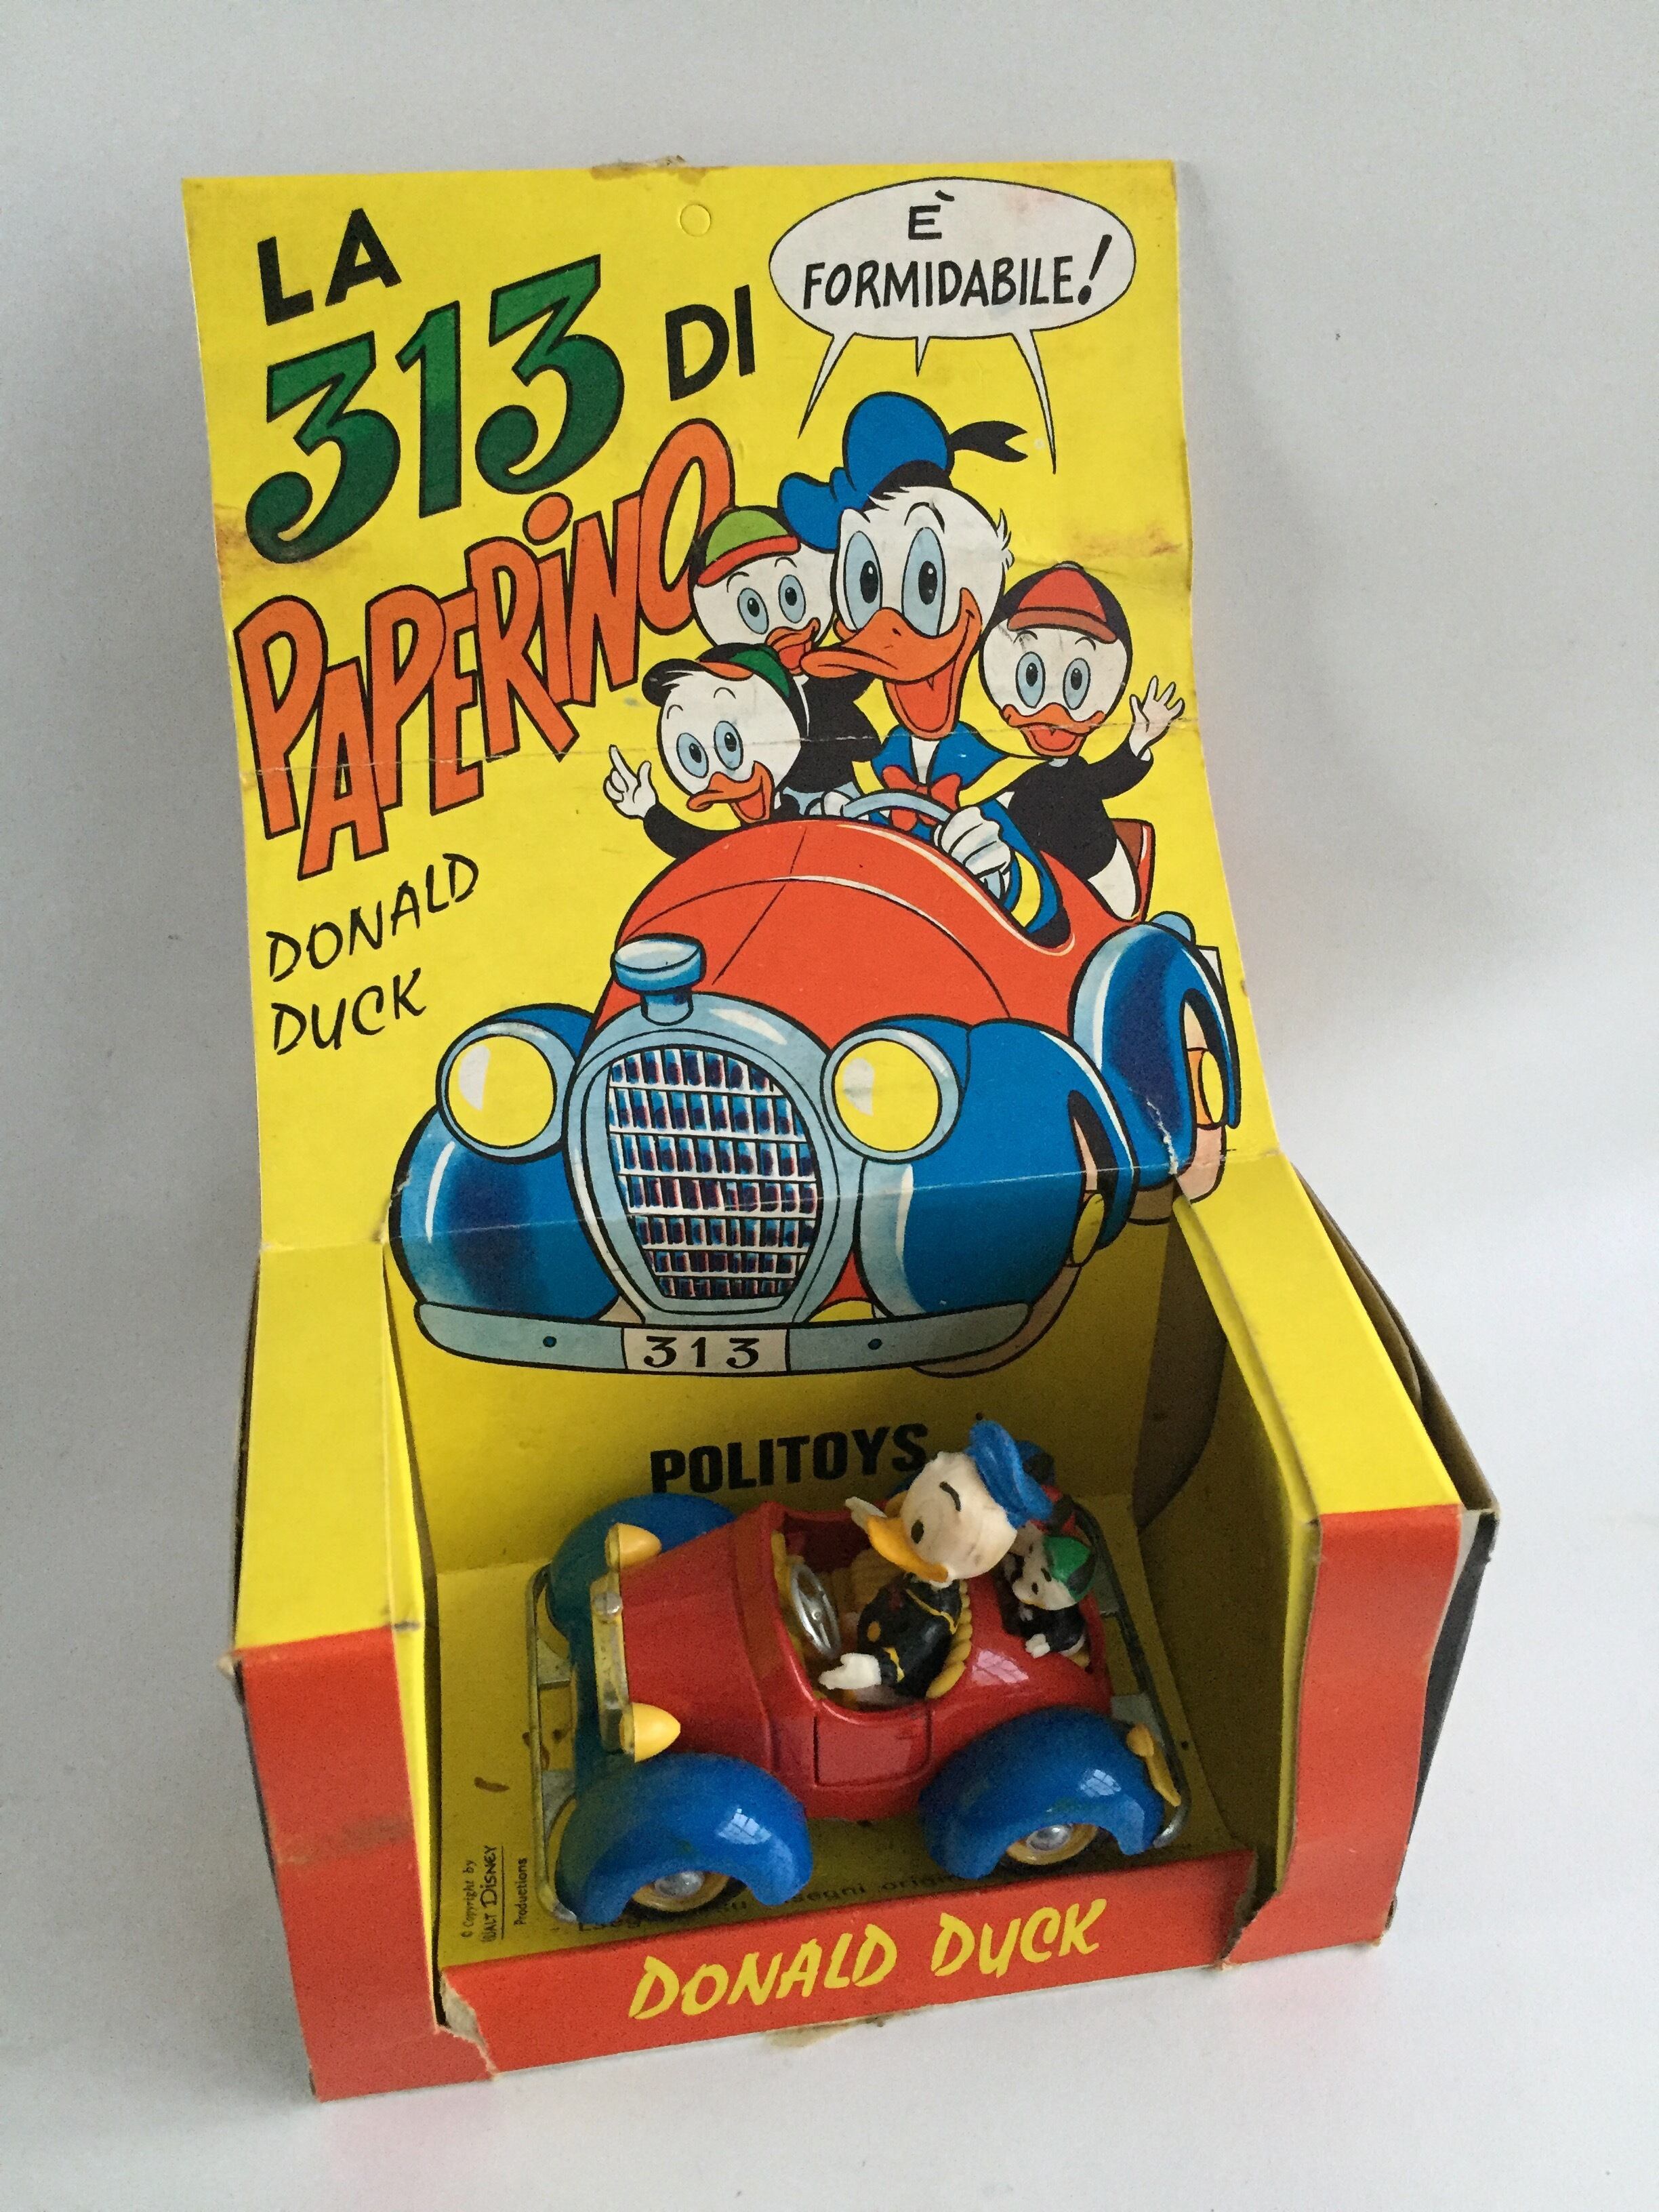 LA
313 DI
PAPERINO
È
FORMIDABILE!
DONALD
DUCK
313
POLITOYS
© Copyright by
WALT DISNEY
Productions
DONALD DUCK